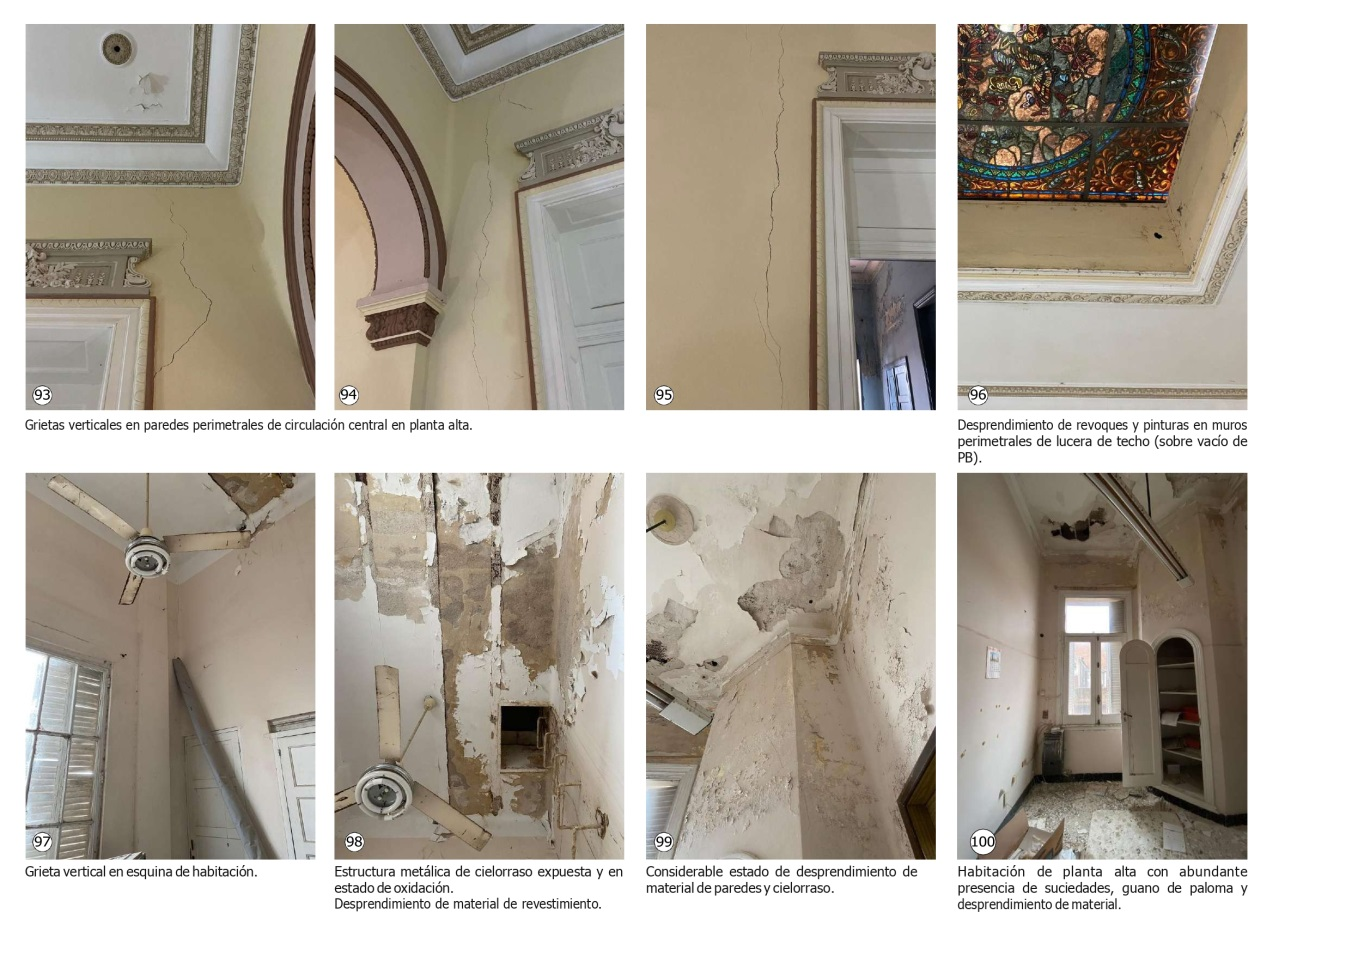 93
94
95
96
Grietas verticales en paredes perimetrales de circulación central en planta alta.
Desprendimiento de revoques y pinturas en muros
perimetrales de lucera de techo (sobre vacío de
PB).
97
98
99
100
Grieta vertical en esquina de habitación.
Estructura metálica de cielorraso expuesta y en
estado de oxidación.
Desprendimiento de material de revestimiento.
Considerable estado de desprendimiento de
material de paredes y cielorraso.
Habitación de planta alta con abundante
presencia de suciedades, guano de paloma y
desprendimiento de material.